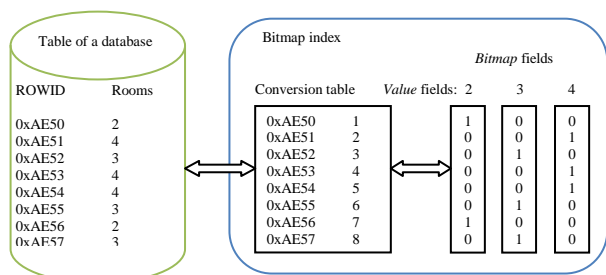 Table of a database
ROWID Rooms
0xAE50 2
0xAE51 4
0xAE52 3
0xAE53 4
0xAE54 4
0xAE55 3
0xAE56 2
0xAE57 3
Bitmap index
Bitmap fields
Conversion table Value fields: 2 3 4
0xAE50 1 1 0 0
0xAE51 2 0 0 1
0xAE52 3 0 1 0
0xAE53 4 0 0 1
0xAE54 5 0 0 1
0xAE55 6 0 1 0
0xAE56 7 1 0 0
0xAE57 8 0 1 0